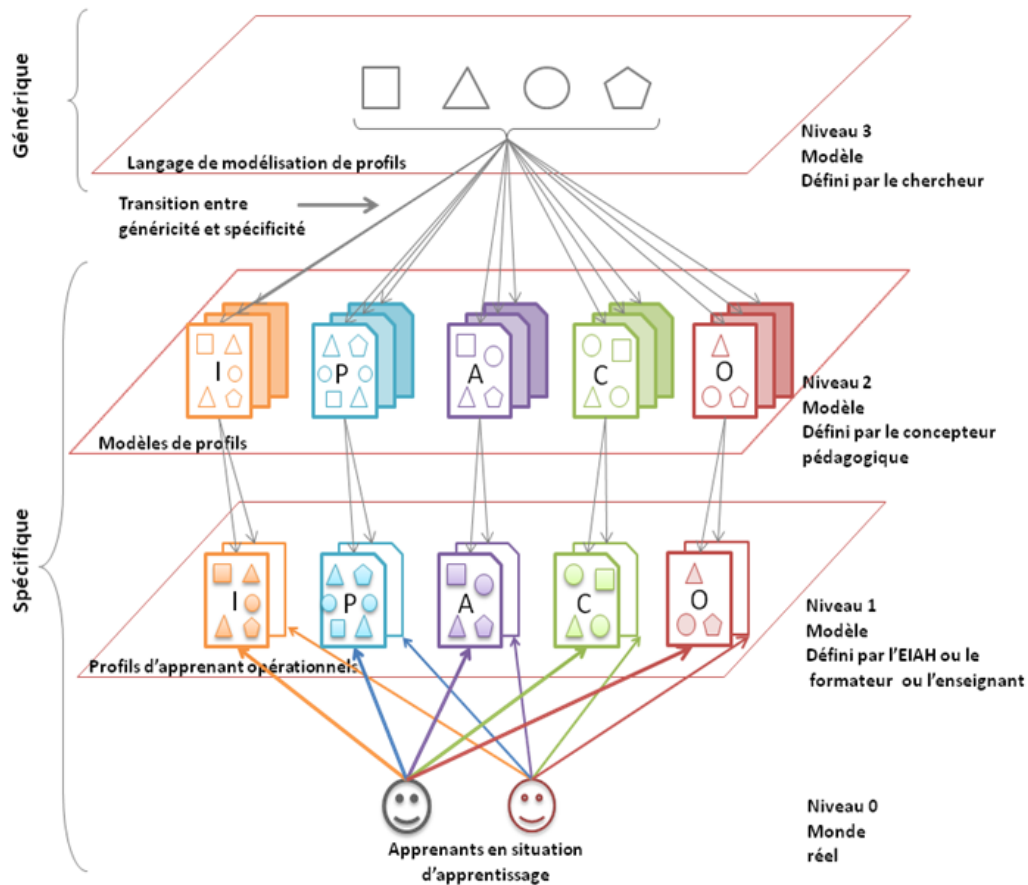 Générique
Langage de modélisation de profils
Niveau 3
Modèle
Défini par le chercheur
Transition entre
généricité et spécificité
Spécifique
I
P
A
C
O
Modèles de profils
Niveau 2
Modèle
Défini par le concepteur
pédagogique
I
P
A
C
O
Profils d'apprenant opérationnels
Niveau 1
Modèle
Défini par l'EIAH ou le
formateur ou l'enseignant
Apprenants en situation
d'apprentissage
Niveau 0
Monde
réel